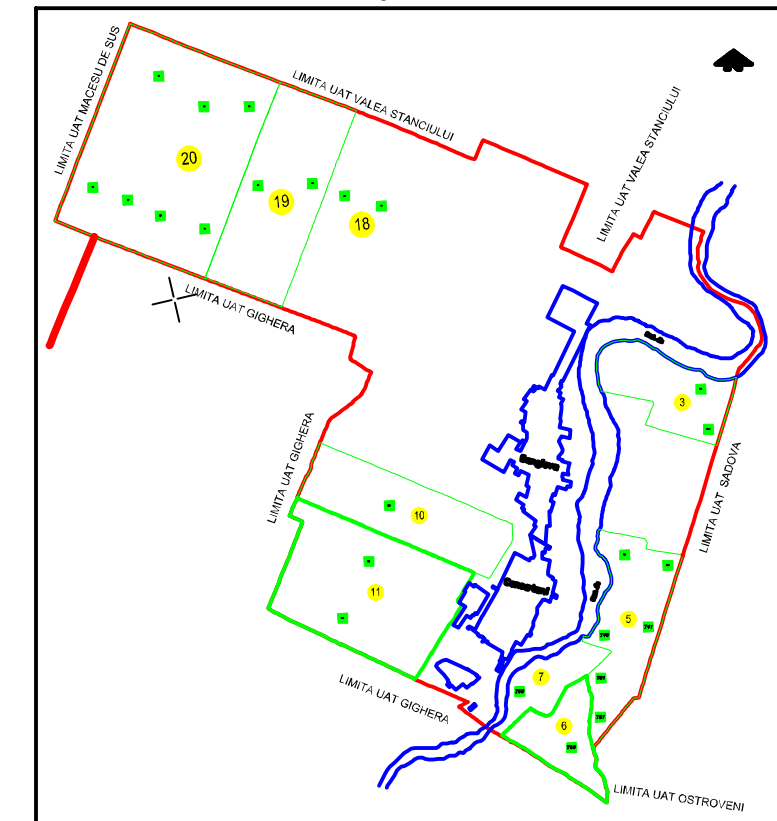 LIMITA UAT MACESU DE SUS
LIMITA UAT VALEA STANCIULUI
LIMITA UAT VALEA STANCIULUI
20
19
18
LIMITA UAT GIGHERA
3
LIMITA UAT GIGHERA
LIMITA UAT SADOVA
10
11
5
7
6
LIMITA UAT GIGHERA
LIMITA UAT OSTROVENI